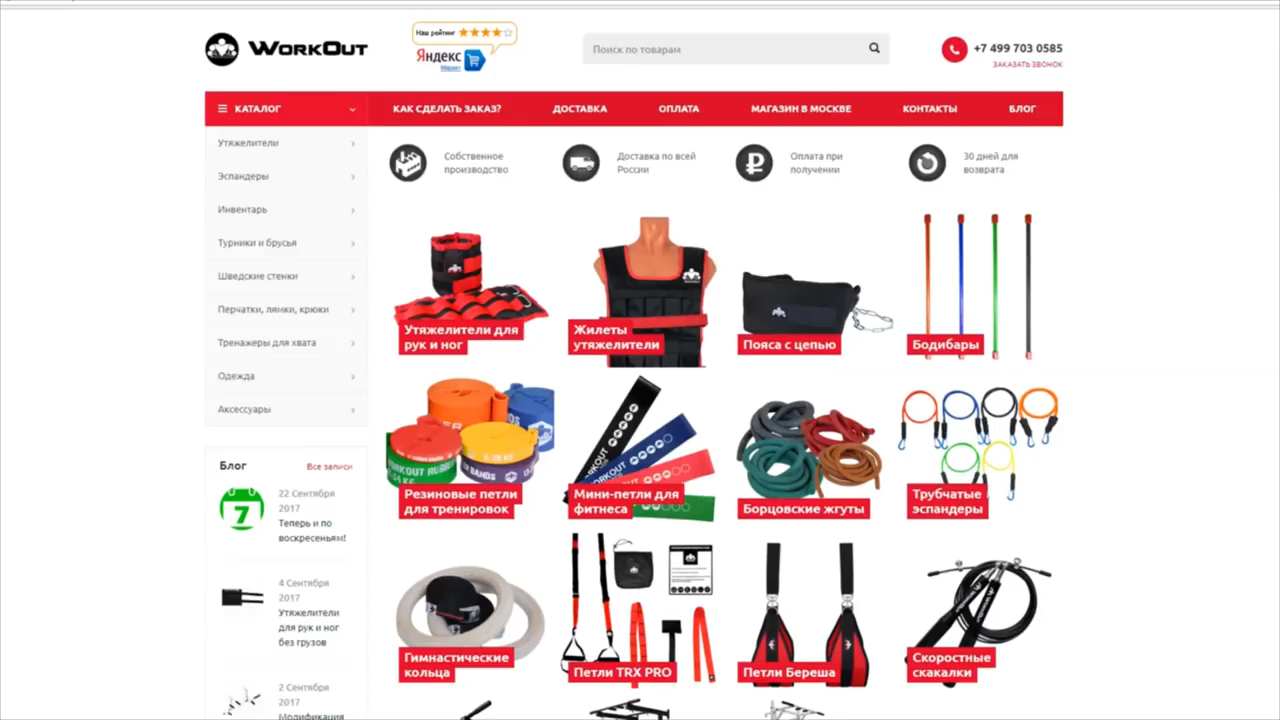 WORKOUT
Наш рейтинг
Яндекс
Маркет
Поиск по товарам
+7 499 703 0585
ЗАКАЗАТЬ ЗВОНОК
КАТАЛОГ
КАК СДЕЛАТЬ ЗАКАЗ?
ДОСТАВКА
ОПЛАТА
МАГАЗИН В МОСКВЕ
КОНТАКТЫ
БЛОГ
Собственное
производство
Доставка по всей
России
Оплата при
получении
30 дней для
возврата
Утяжелители
Эспандеры
Инвентарь
Турники и брусья
Шведские стенки
Перчатки, лямки, крюки
Тренажеры для хвата
Одежда
Аксессуары
Утяжелители для
рук и ног
Жилеты
утяжелители
Пояса с цепью
Бодибары
Резиновые петли
для тренировок
Мини-петли для
фитнеса
Борцовские жгуты
Трубчатые
эспандеры
Гимнастические
кольца
Петли TRX PRO
Петли Береша
Скоростные
скакалки
Блог
Все записи
7
22 Сентября
2017
Теперь и по
воскресеньям!
4 Сентября
2017
Утяжелители
для рук и ног
без грузов
2 Сентября
2017
Модификация